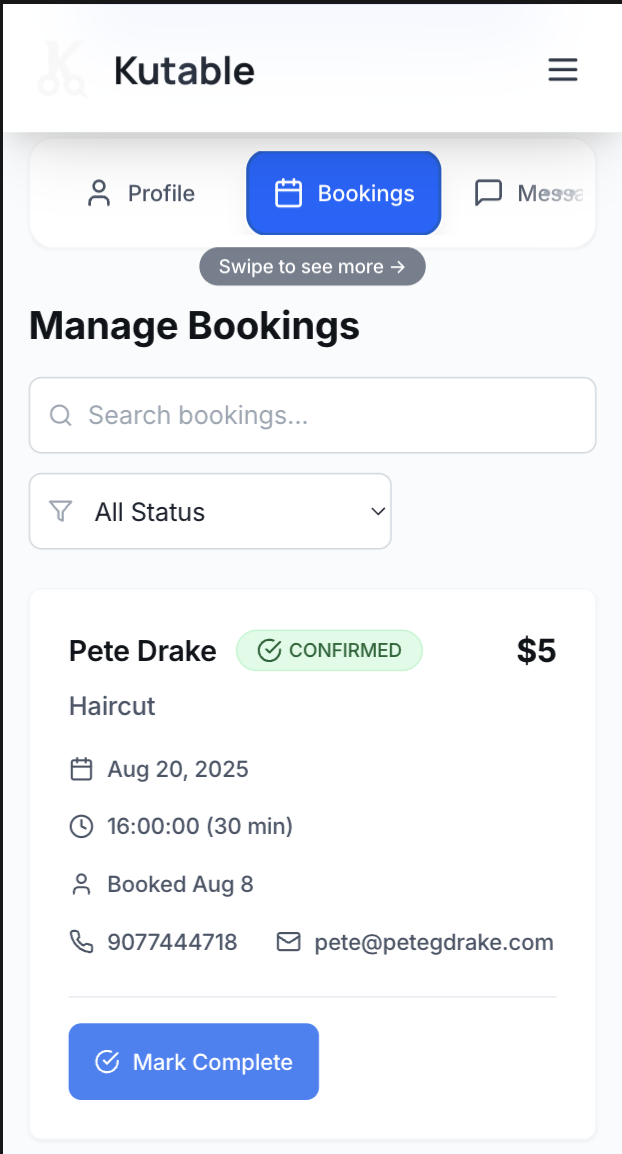 Kutable
Profile Bookings Messa
Swipe to see more →
Manage Bookings
Search bookings...
All Status
Pete Drake CONFIRMED $5
Haircut
Aug 20, 2025
16:00:00 (30 min)
Booked Aug 8
9077444718 pete@petegdrake.com
Mark Complete